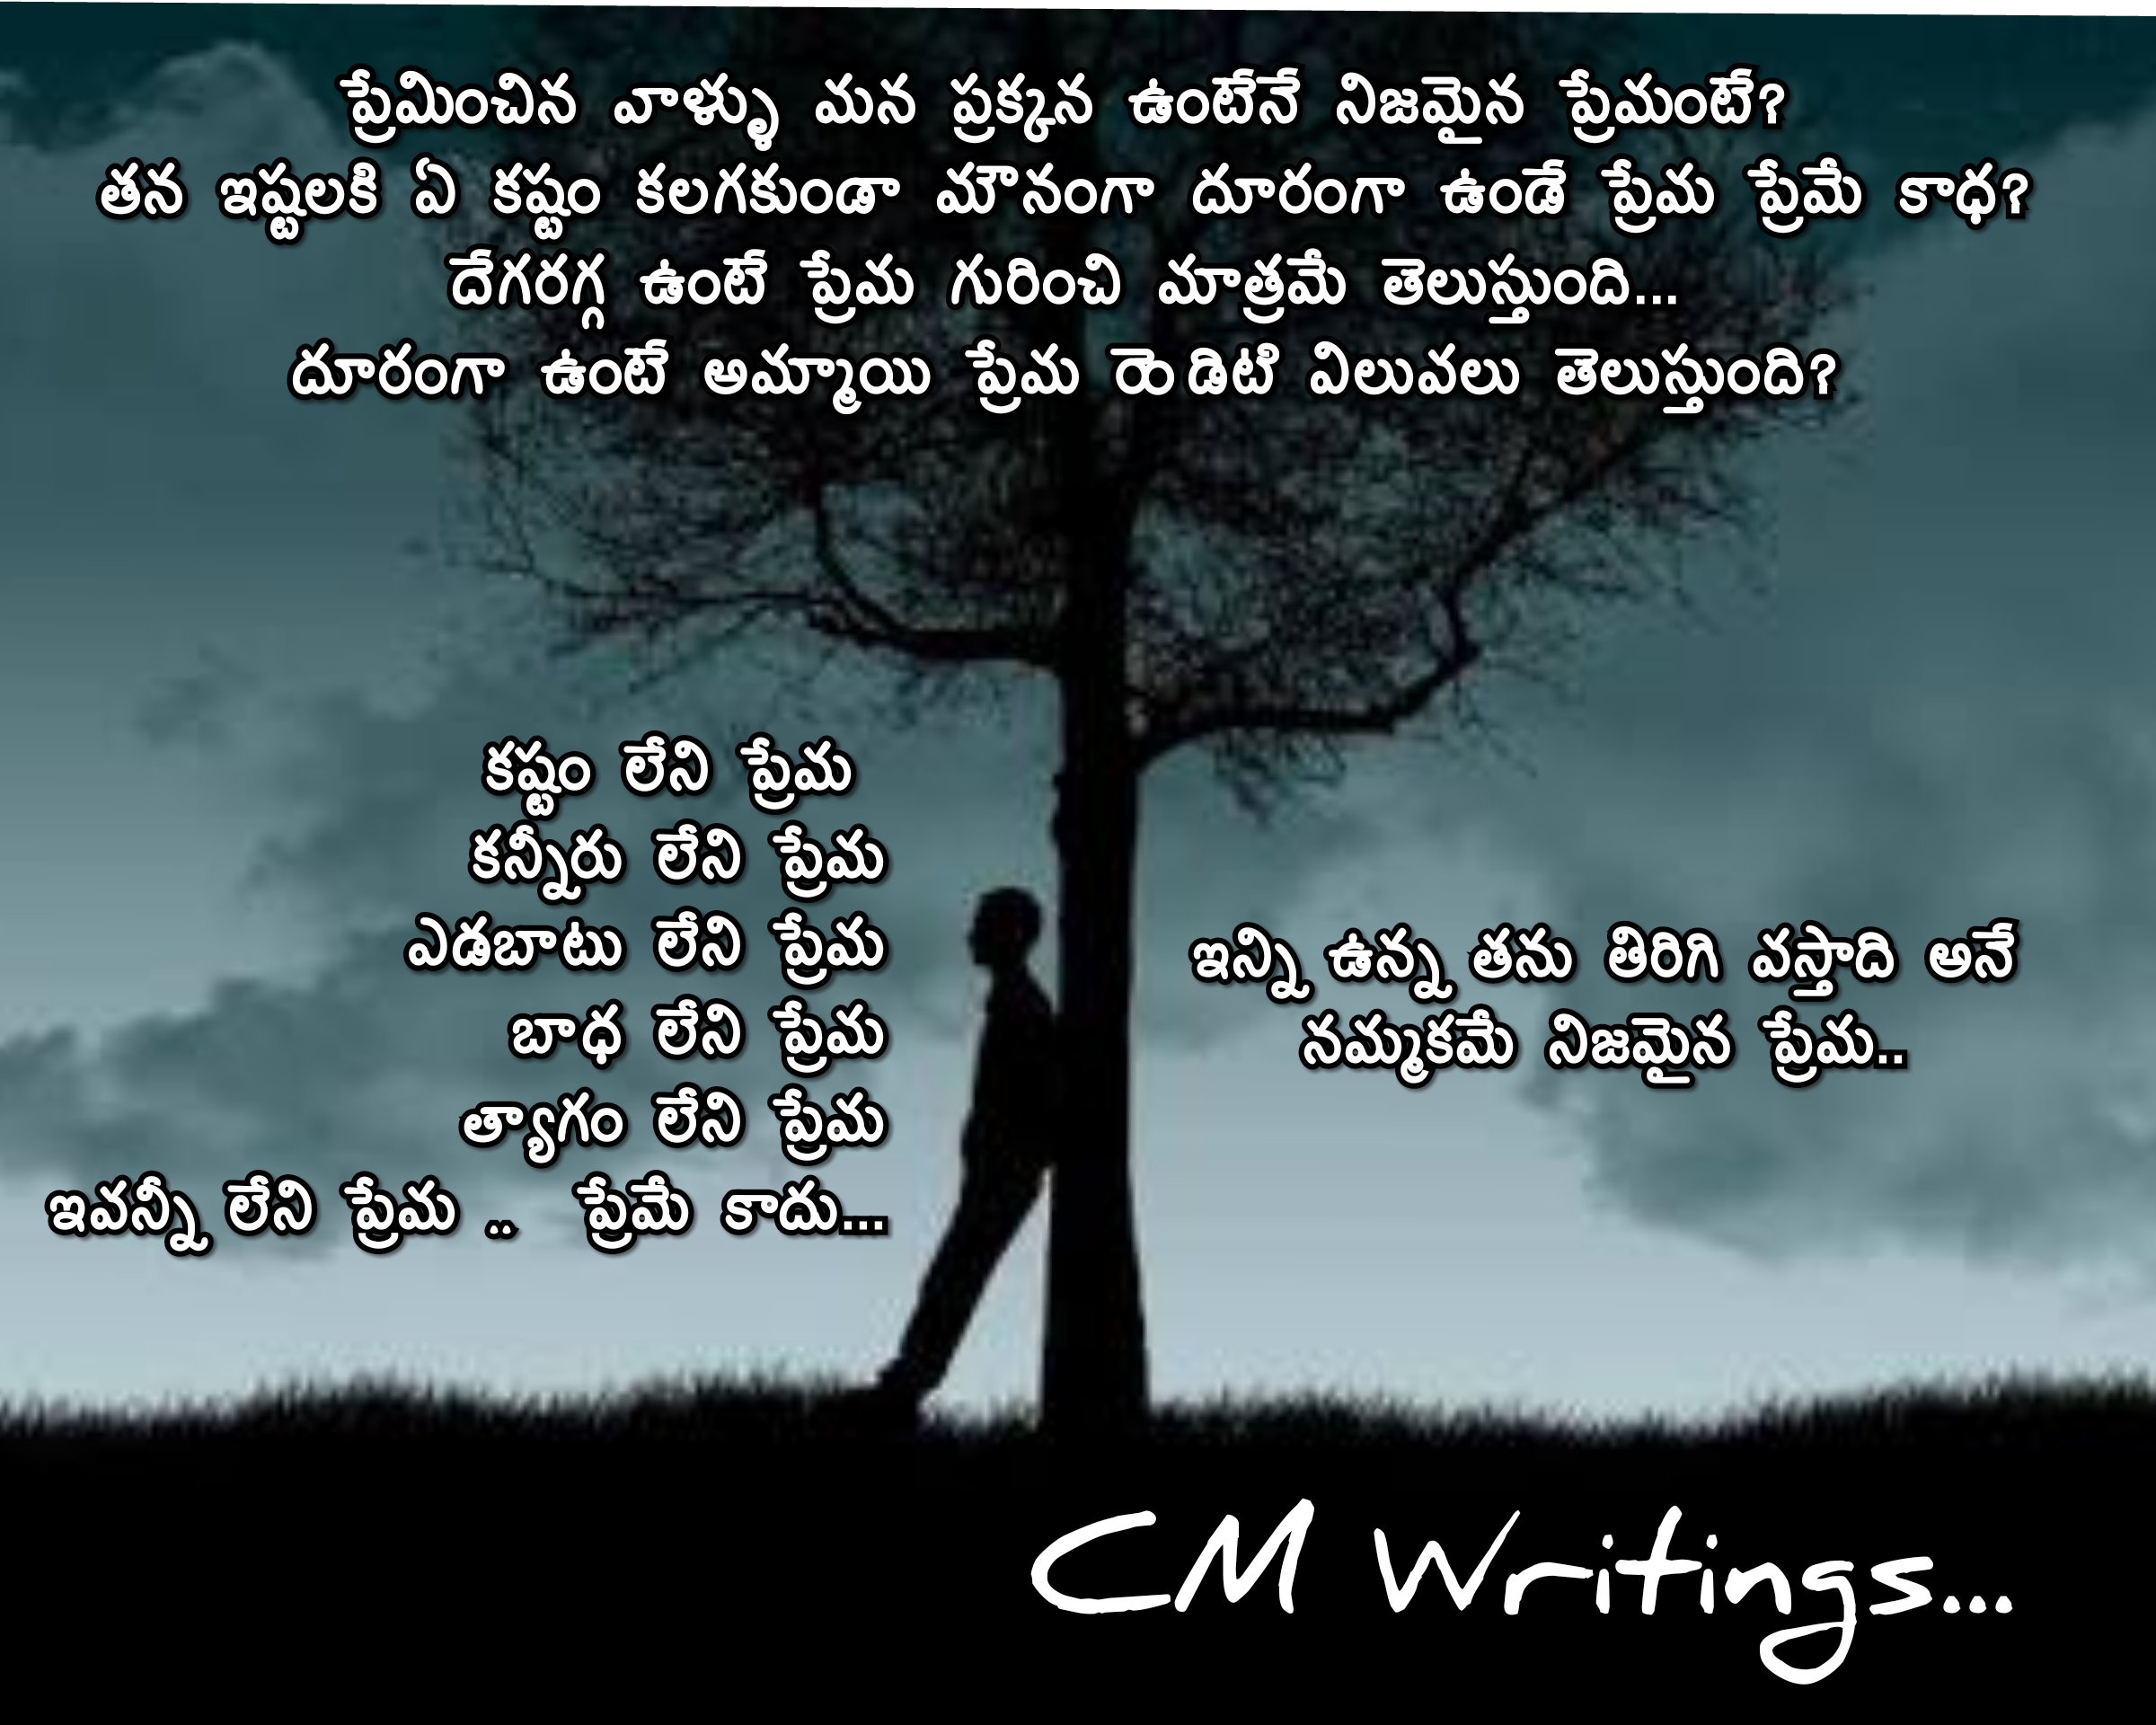 ప్రేమించిన వాళ్ళు మన ప్రక్కన ఉంటేనే నిజమైన ప్రేమంటే?
తన ఇష్టలకి ఏ కష్టం కలగకుండా మౌనంగా దూరంగా ఉండే ప్రేమ ప్రేమే కాధ?
దేగరగ్గ ఉంటే ప్రేమ గురించి మాత్రమే తెలుస్తుంది...
దూరంగా ఉంటే అమ్మాయి ప్రేమ రెండిటి విలువలు తెలుస్తుంది?
కష్టం లేని ప్రేమ
కన్నీరు లేని ప్రేమ
ఎడబాటు లేని ప్రేమ
బాధ లేని ప్రేమ
త్యాగం లేని ప్రేమ
ఇవన్నీ లేని ప్రేమ .. ప్రేమే కాదు...
ఇన్ని ఉన్న తను తిరిగి వస్తాది అనే
నమ్మకమే నిజమైన ప్రేమ..
CM Writings...